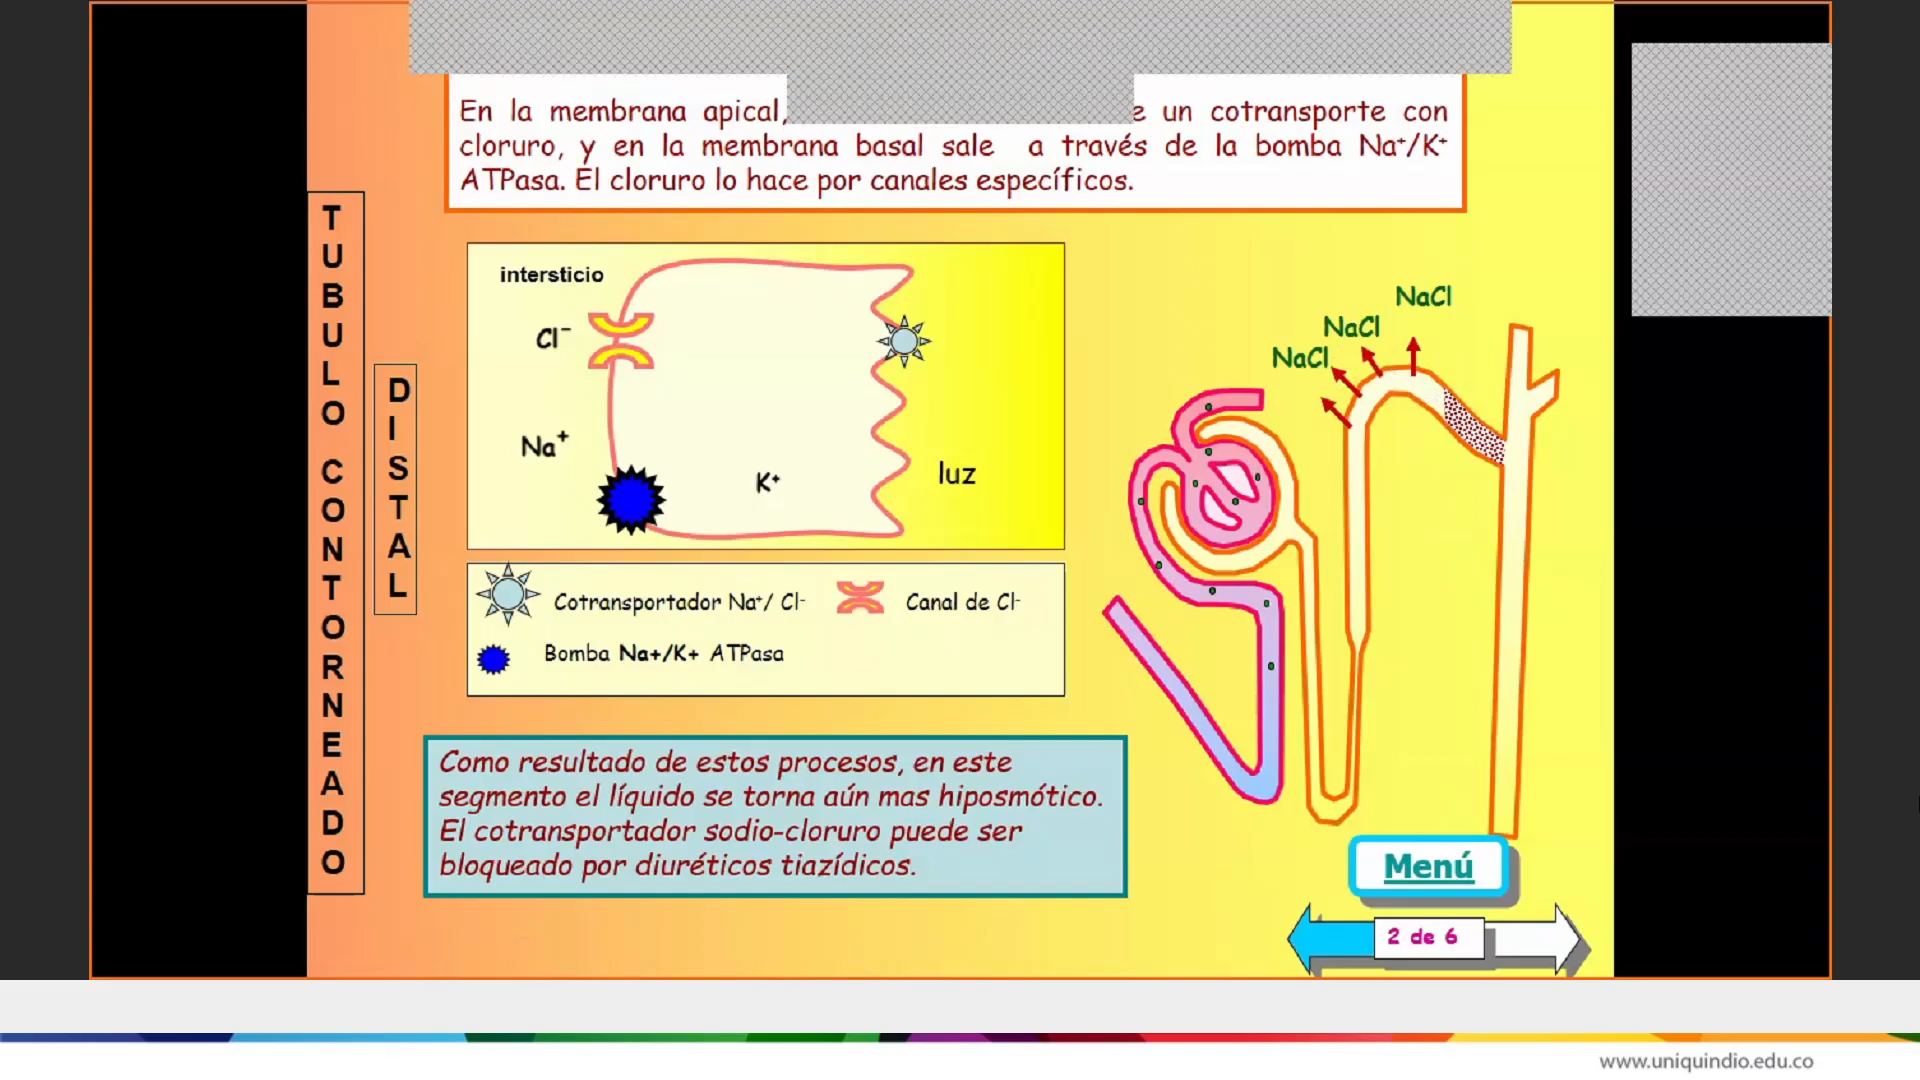 En la membrana apical, un cotransporte con
cloruro, y en la membrana basal sale a través de la bomba Na⁺/K⁺
ATPasa. El cloruro lo hace por canales específicos.
TUBULO CONTORNEADO
DISTAL
intersticio
Cl⁻
Na⁺
K⁺
luz
Cotransportador Na⁺/ Cl⁻
Canal de Cl⁻
Bomba Na+/K+ ATPasa
NaCl
NaCl
NaCl
Como resultado de estos procesos, en este
segmento el líquido se torna aún mas hiposmótico.
El cotransportador sodio-cloruro puede ser
bloqueado por diuréticos tiazídicos.
Menú
2 de 6
www.uniquindio.edu.co